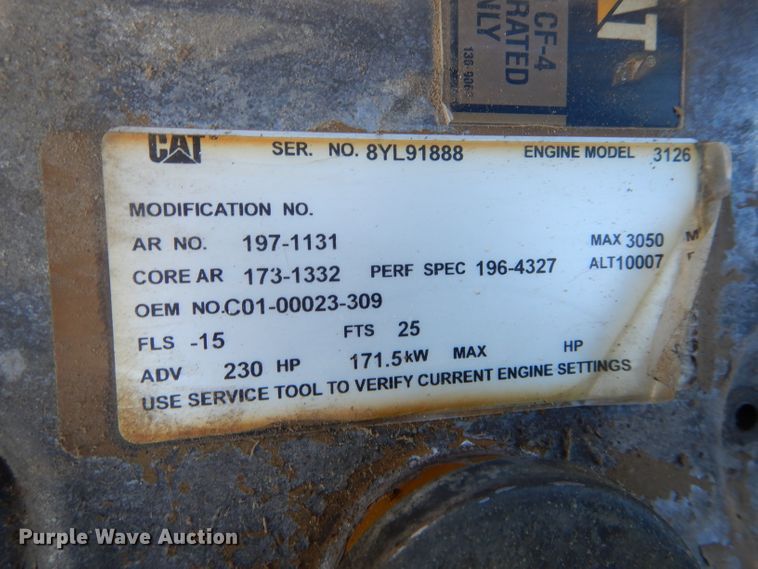 CF-4
RATED
ONLY
CAT
CAT SER. NO. 8YL91888 ENGINE MODEL 3126
MODIFICATION NO.
AR NO. 197-1131 MAX 3050 M
CORE AR 173-1332 PERF SPEC 196-4327 ALT10007 F
OEM NO.C01-00023-309
FLS -15 FTS 25
ADV 230 HP 171.5kW MAX HP
USE SERVICE TOOL TO VERIFY CURRENT ENGINE SETTINGS
Purple Wave Auction